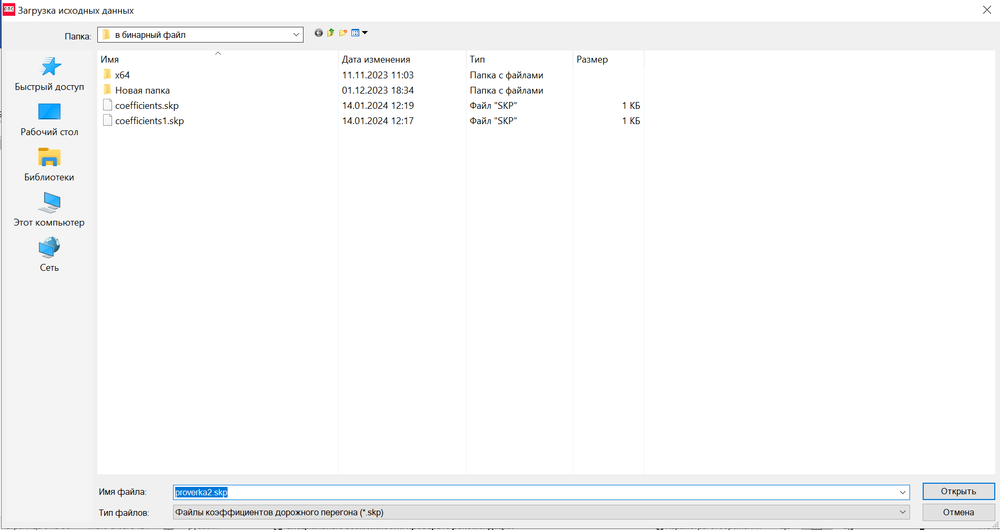 Загрузка исходных данных
Папка: в бинарный файл
Имя Дата изменения Тип Размер
x64 11.11.2023 11:03 Папка с файлами
Новая папка 01.12.2023 18:34 Папка с файлами
coefficients.skp 14.01.2024 12:19 Файл "SKP" 1 КБ
coefficients1.skp 14.01.2024 12:17 Файл "SKP" 1 КБ
Быстрый доступ
Рабочий стол
Библиотеки
Этот компьютер
Сеть
Имя файла: proverka2.skp Открыть
Тип файлов: Файлы коэффициентов дорожного перегона (*.skp) Отмена